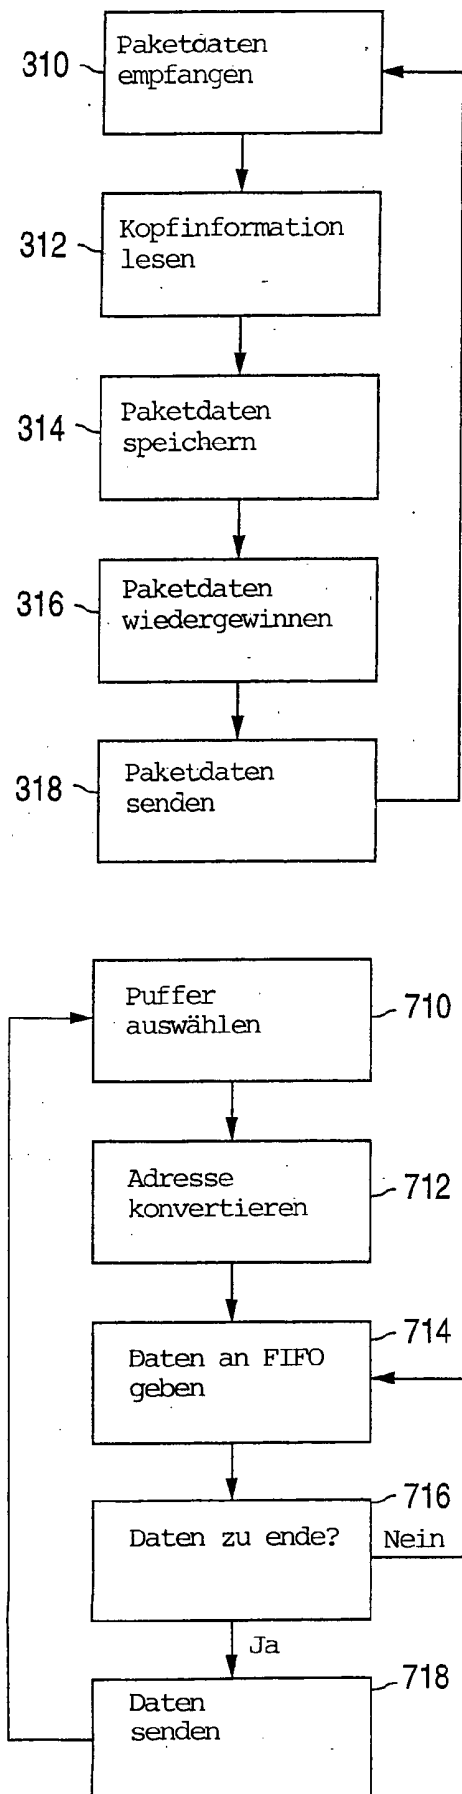 310
Paketdaten
empfangen
312
Kopfinformation
lesen
314
Paketdaten
speichern
316
Paketdaten
wiedergewinnen
318
Paketdaten
senden
Puffer
auswählen
710
Adresse
konvertieren
712
Daten an FIFO
geben
714
Daten zu ende?
716
Nein
Ja
Daten
senden
718